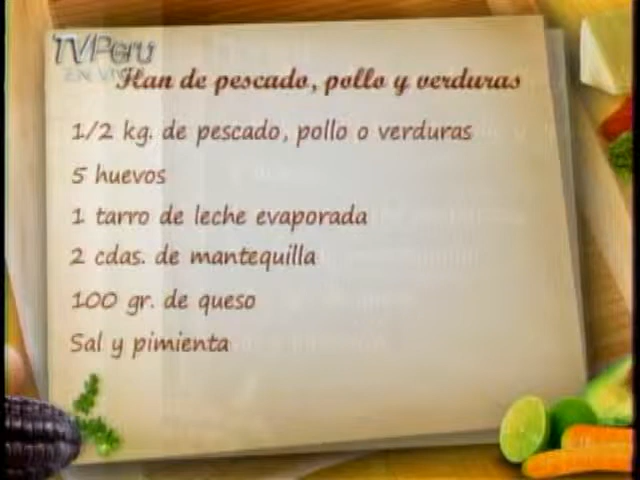 TVPerú
EN VIVO
Flan de pescado, pollo y verduras
1/2 kg. de pescado, pollo o verduras
5 huevos
1 tarro de leche evaporada
2 cdas. de mantequilla
100 gr. de queso
Sal y pimienta